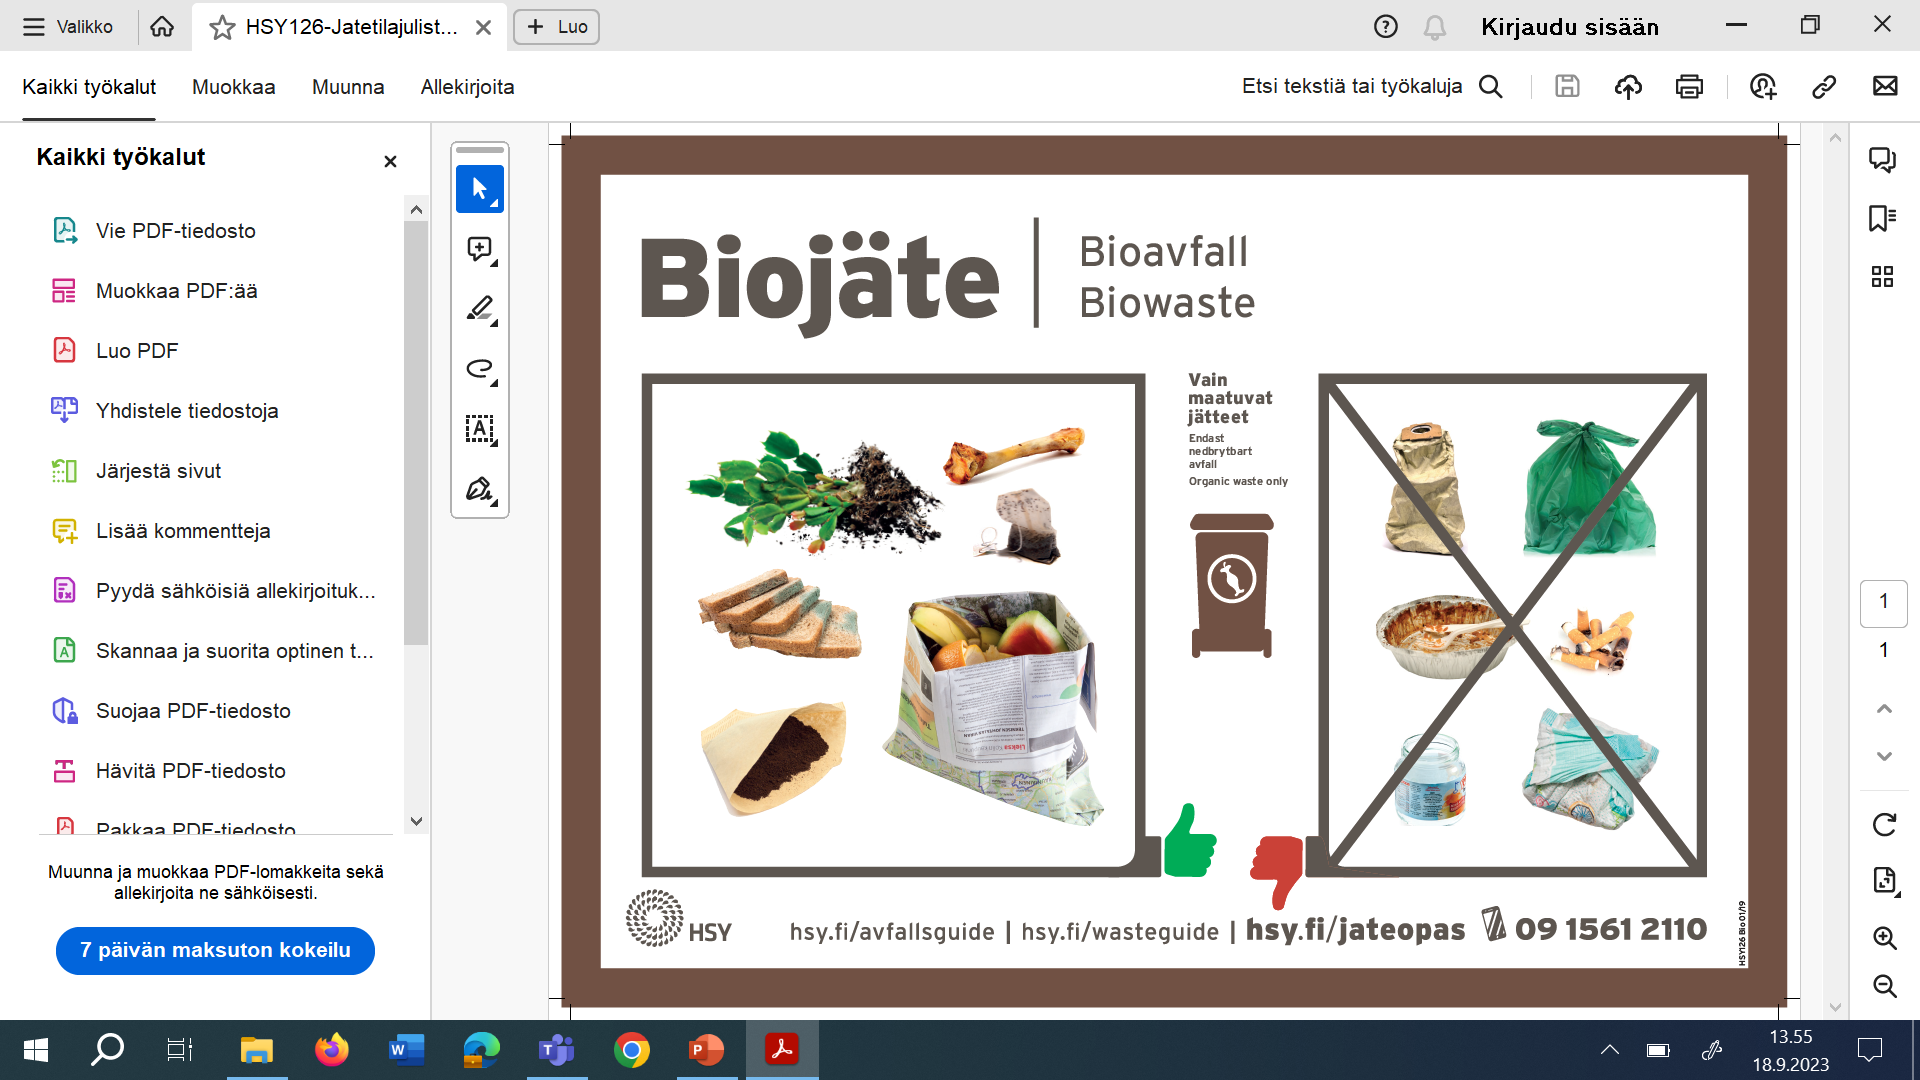 Valikko
HSY126-Jatetilajulist...
Luo
Kirjaudu sisään
Kaikki työkalut
Muokkaa
Muunna
Allekirjoita
Etsi tekstiä tai työkaluja
Kaikki työkalut
Vie PDF-tiedosto
Muokkaa PDF:ää
Luo PDF
Yhdistele tiedostoja
Järjestä sivut
Lisää kommentteja
Pyydä sähköisiä allekirjoituk...
Skannaa ja suorita optinen t...
Suojaa PDF-tiedosto
Hävitä PDF-tiedosto
Pakkaa PDF-tiedosto
Muunna ja muokkaa PDF-lomakkeita sekä
allekirjoita ne sähköisesti.
7 päivän maksuton kokeilu
Biojäte
Bioavfall
Biowaste
Vain
maatuvat
jätteet
Endast
nedbrytbart
avfall
Organic waste only
HSY
hsy.fi/avfallsguide | hsy.fi/wasteguide | hsy.fi/jateopas 09 1561 2110
HSY126 Bio 01/19
1
1
13.55
18.9.2023